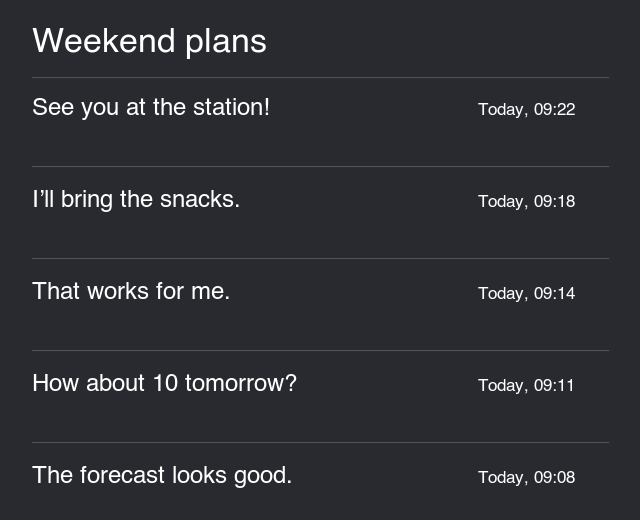 Weekend plans
See you at the station! Today, 09:22
I’ll bring the snacks. Today, 09:18
That works for me. Today, 09:14
How about 10 tomorrow? Today, 09:11
The forecast looks good. Today, 09:08